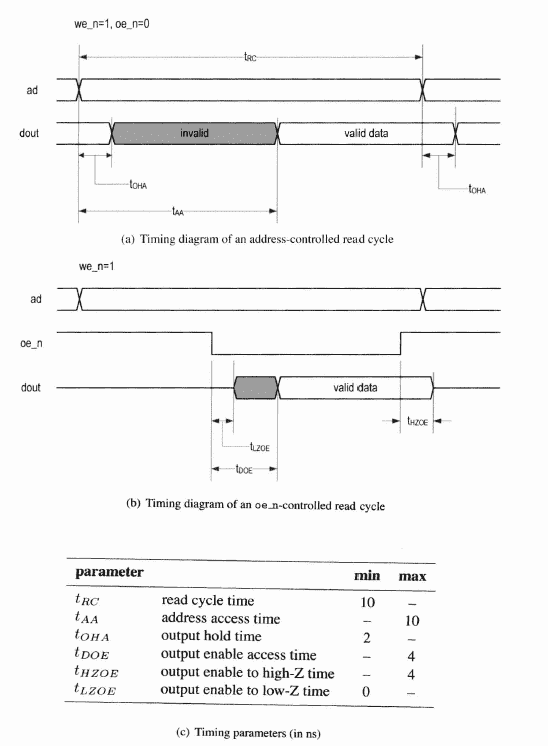 we_n=1, oe_n=0
tRC
ad
dout
invalid
valid data
tOHA
tOHA
tAA
(a) Timing diagram of an address-controlled read cycle
we_n=1
ad
oe_n
dout
valid data
tHZOE
tLZOE
tDOE
(b) Timing diagram of an oe_n-controlled read cycle
parameter min max
tRC read cycle time 10 –
tAA address access time – 10
tOHA output hold time 2 –
tDOE output enable access time – 4
tHZOE output enable to high-Z time – 4
tLZOE output enable to low-Z time 0 –
(c) Timing parameters (in ns)